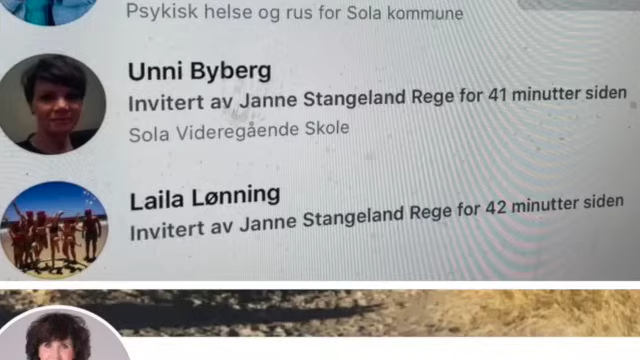 Psykisk helse og rus for Sola kommune
Unni Byberg
Invitert av Janne Stangeland Rege for 41 minutter siden
Sola Videregående Skole
Laila Lønning
Invitert av Janne Stangeland Rege for 42 minutter siden